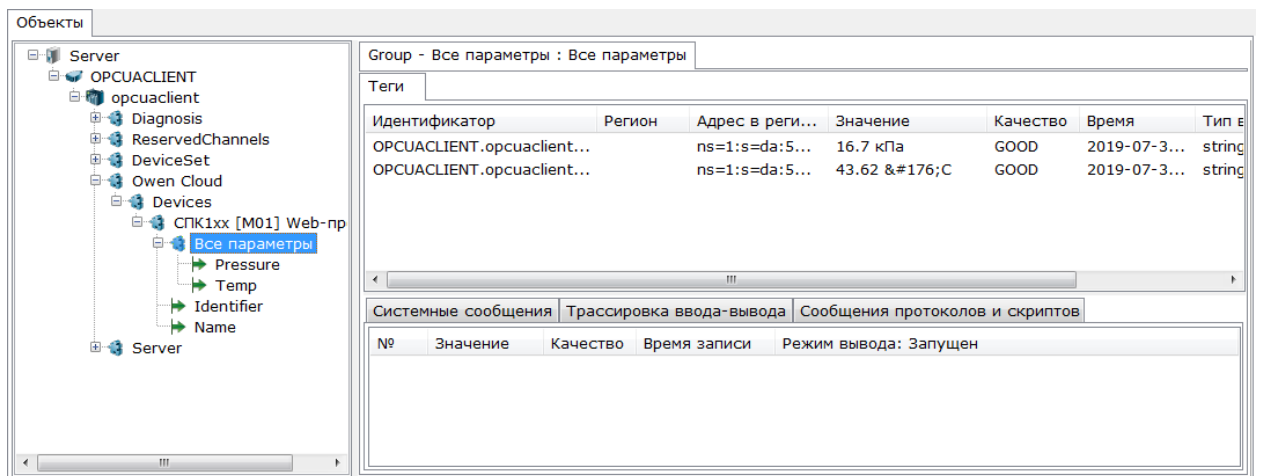 Объекты
Server
OPCUACLIENT
opcuaclient
Diagnosis
ReservedChannels
DeviceSet
Owen Cloud
Devices
СПК1xx [M01] Web-пр
Все параметры
Pressure
Temp
Identifier
Name
Server
Group - Все параметры : Все параметры
Теги
Идентификатор Регион Адрес в реги... Значение Качество Время Тип в
OPCUACLIENT.opcuaclient... ns=1:s=da:5... 16.7 кПа GOOD 2019-07-3... string
OPCUACLIENT.opcuaclient... ns=1:s=da:5... 43.62 &#176;C GOOD 2019-07-3... string
Системные сообщения Трассировка ввода-вывода Сообщения протоколов и скриптов
№ Значение Качество Время записи Режим вывода: Запущен